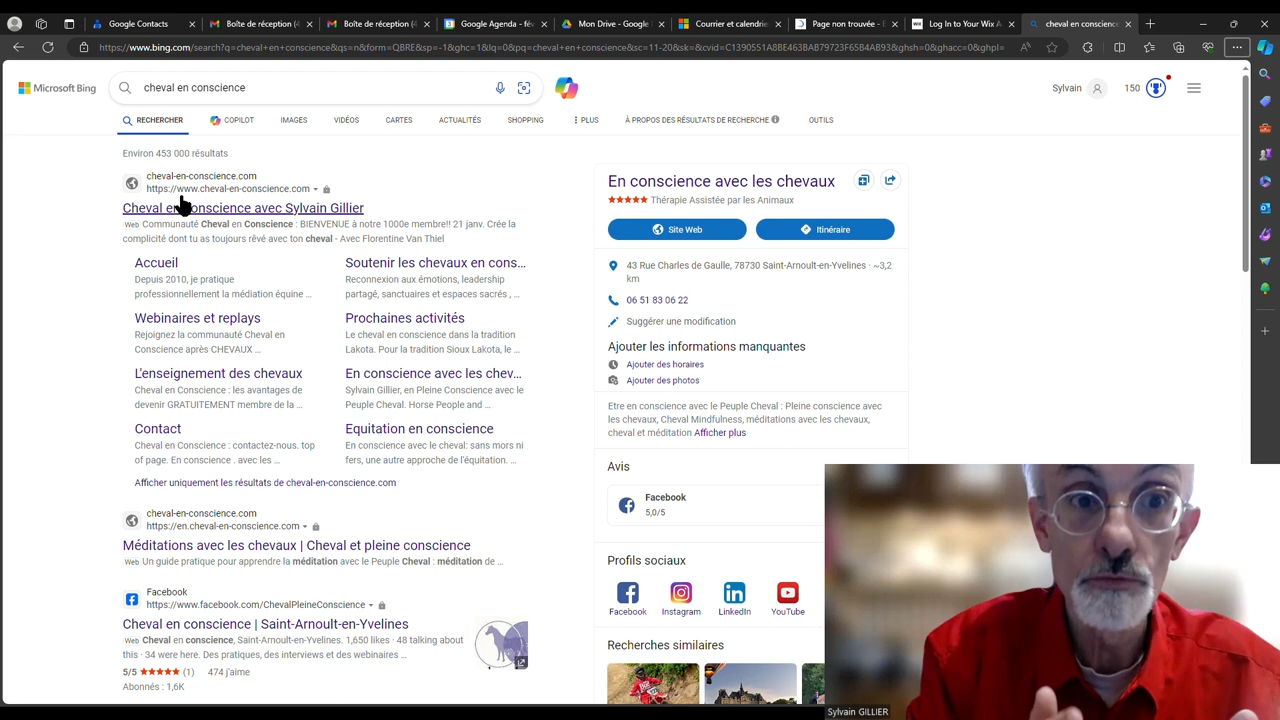 Google Contacts
Boîte de réception (4
Boîte de réception (4
Google Agenda - fév
Mon Drive - Google
Courrier et calendrie
Page non trouvée -
Log In to Your Wix A
cheval en conscienc
https://www.bing.com/search?q=cheval+en+conscience&qs=n&form=QBRE&sp=-1&ghc=1&lq=0&pq=cheval+en+conscience&sc=11-20&sk=&cvid=C1390551A8BE463BAB79723F65B4AB93&ghsh=0&ghacc=0&ghpl=
Microsoft Bing
cheval en conscience
Sylvain
150
RECHERCHER
COPILOT
IMAGES
VIDÉOS
CARTES
ACTUALITÉS
SHOPPING
PLUS
À PROPOS DES RÉSULTATS DE RECHERCHE
OUTILS
Environ 453 000 résultats
cheval-en-conscience.com
https://www.cheval-en-conscience.com
Cheval en conscience avec Sylvain Gillier
Web Communauté Cheval en Conscience : BIENVENUE à notre 1000e membre!! 21 janv. Crée la
complicité dont tu as toujours rêvé avec ton cheval - Avec Florentine Van Thiel
Accueil
Depuis 2010, je pratique
professionnellement la médiation équine ...
Soutenir les chevaux en cons...
Reconnexion aux émotions, leadership
partagé, sanctuaires et espaces sacrés , ...
Webinaires et replays
Rejoignez la communauté Cheval en
Conscience après CHEVAUX ...
Prochaines activités
Le cheval en conscience dans la tradition
Lakota. Pour la tradition Sioux Lakota, le ...
L'enseignement des chevaux
Cheval en Conscience : les avantages de
devenir GRATUITEMENT membre de la ...
En conscience avec les chev...
Sylvain Gillier, en Pleine Conscience avec le
Peuple Cheval. Horse People and ...
Contact
Cheval en Conscience : contactez-nous. top
of page. En conscience . avec les ...
Equitation en conscience
En conscience avec le cheval: sans mors ni
fers, une autre approche de l'équitation. ...
Afficher uniquement les résultats de cheval-en-conscience.com
cheval-en-conscience.com
https://en.cheval-en-conscience.com
Méditations avec les chevaux | Cheval et pleine conscience
Web Un guide pratique pour apprendre la méditation avec le Peuple Cheval : méditation de ...
Facebook
https://www.facebook.com/ChevalPleineConscience
Cheval en conscience | Saint-Arnoult-en-Yvelines
Web Cheval en conscience, Saint-Arnoult-en-Yvelines. 1,650 likes · 48 talking about
this · 34 were here. Des pratiques, des interviews et des webinaires ...
5/5 (1) 474 j'aime
Abonnés : 1,6K
En conscience avec les chevaux
Thérapie Assistée par les Animaux
Site Web
Itinéraire
43 Rue Charles de Gaulle, 78730 Saint-Arnoult-en-Yvelines · ~3,2
km
06 51 83 06 22
Suggérer une modification
Ajouter les informations manquantes
Ajouter des horaires
Ajouter des photos
Etre en conscience avec le Peuple Cheval : Pleine conscience avec
les chevaux, Cheval Mindfulness, méditations avec les chevaux,
cheval et méditation Afficher plus
Avis
Facebook
5,0/5
Profils sociaux
Facebook
Instagram
LinkedIn
YouTube
Recherches similaires
Sylvain GILLIER